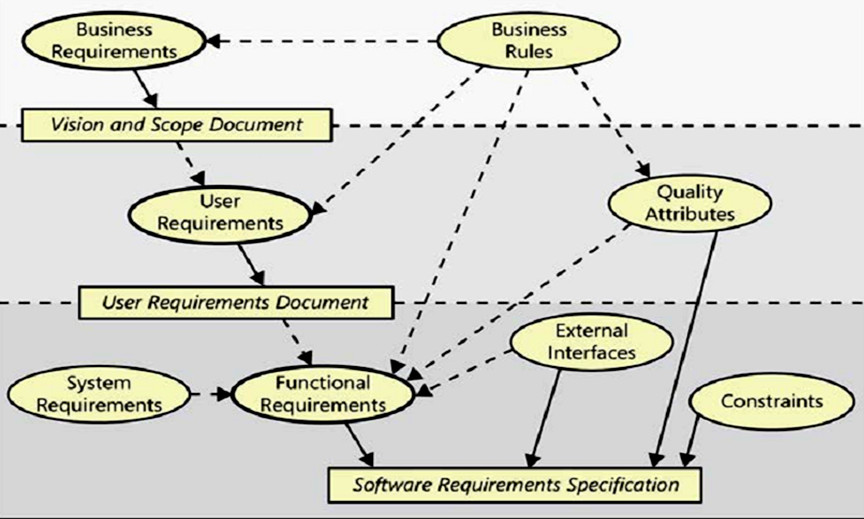 Business
Requirements
Business
Rules
Vision and Scope Document
User
Requirements
Quality
Attributes
User Requirements Document
External
Interfaces
System
Requirements
Functional
Requirements
Constraints
Software Requirements Specification